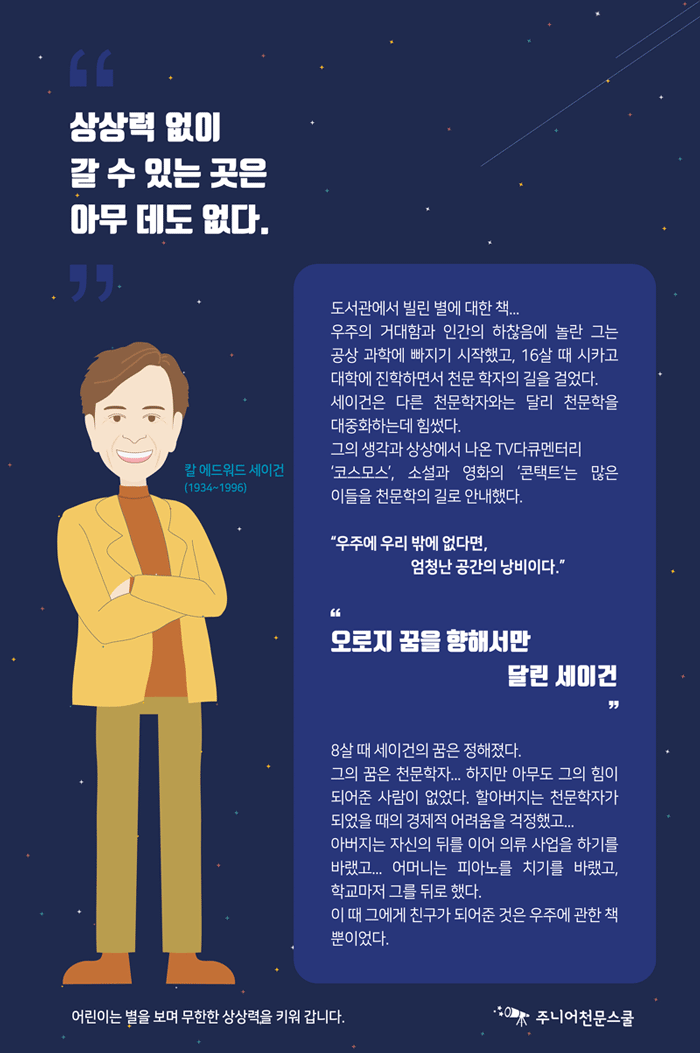 “
상상력 없이
갈 수 있는 곳은
아무 데도 없다.
”
칼 에드워드 세이건
(1934~1996)
도서관에서 빌린 별에 대한 책...
우주의 거대함과 인간의 하찮음에 놀란 그는
공상 과학에 빠지기 시작했고, 16살 때 시카고
대학에 진학하면서 천문 학자의 길을 걸었다.
세이건은 다른 천문학자와는 달리 천문학을
대중화하는데 힘썼다.
그의 생각과 상상에서 나온 TV다큐멘터리
‘코스모스’, 소설과 영화의 ‘콘택트’는 많은
이들을 천문학의 길로 안내했다.
“우주에 우리 밖에 없다면,
엄청난 공간의 낭비이다.”
“
오로지 꿈을 향해서만
달린 세이건
”
8살 때 세이건의 꿈은 정해졌다.
그의 꿈은 천문학자... 하지만 아무도 그의 힘이
되어준 사람이 없었다. 할아버지는 천문학자가
되었을 때의 경제적 어려움을 걱정했고...
아버지는 자신의 뒤를 이어 의류 사업을 하기를
바랬고... 어머니는 피아노를 치기를 바랬고,
학교마저 그를 뒤로 했다.
이 때 그에게 친구가 되어준 것은 우주에 관한 책
뿐이었다.
어린이는 별을 보며 무한한 상상력을 키워 갑니다.
주니어천문스쿨